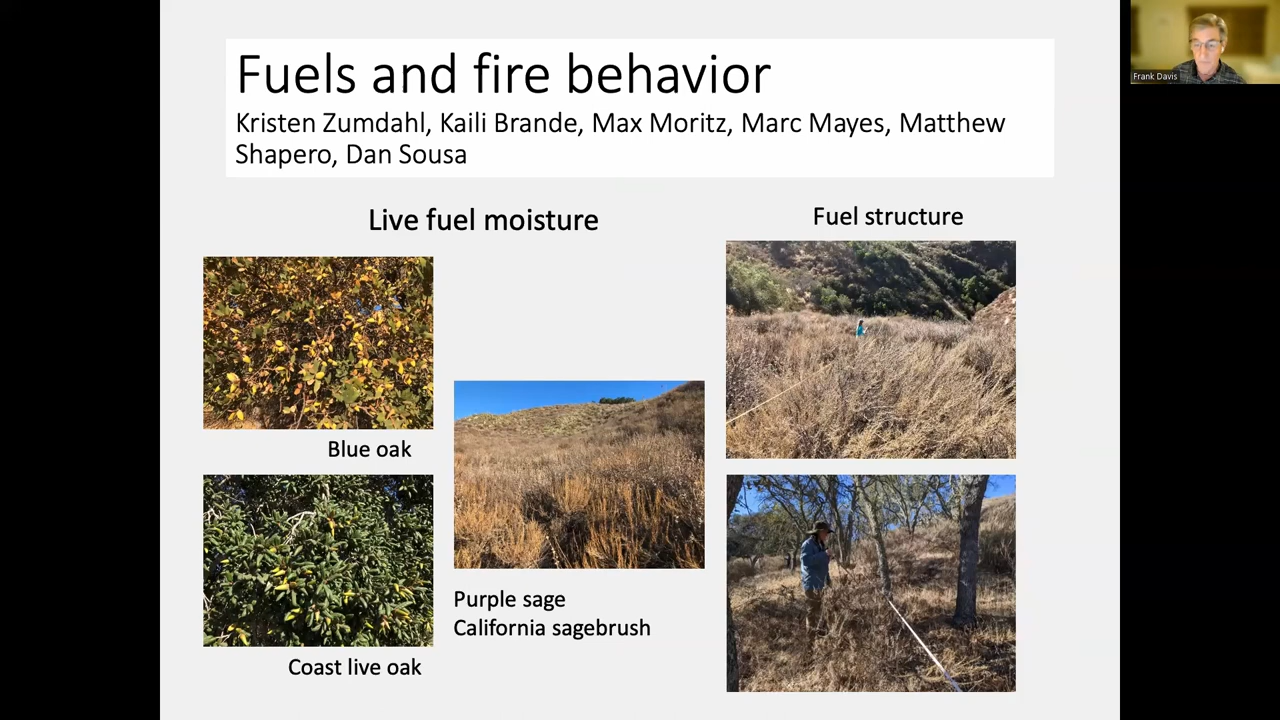 Fuels and fire behavior
Kristen Zumdahl, Kaili Brande, Max Moritz, Marc Mayes, Matthew
Shapero, Dan Sousa
Live fuel moisture
Fuel structure
Blue oak
Purple sage
California sagebrush
Coast live oak
Frank Davis